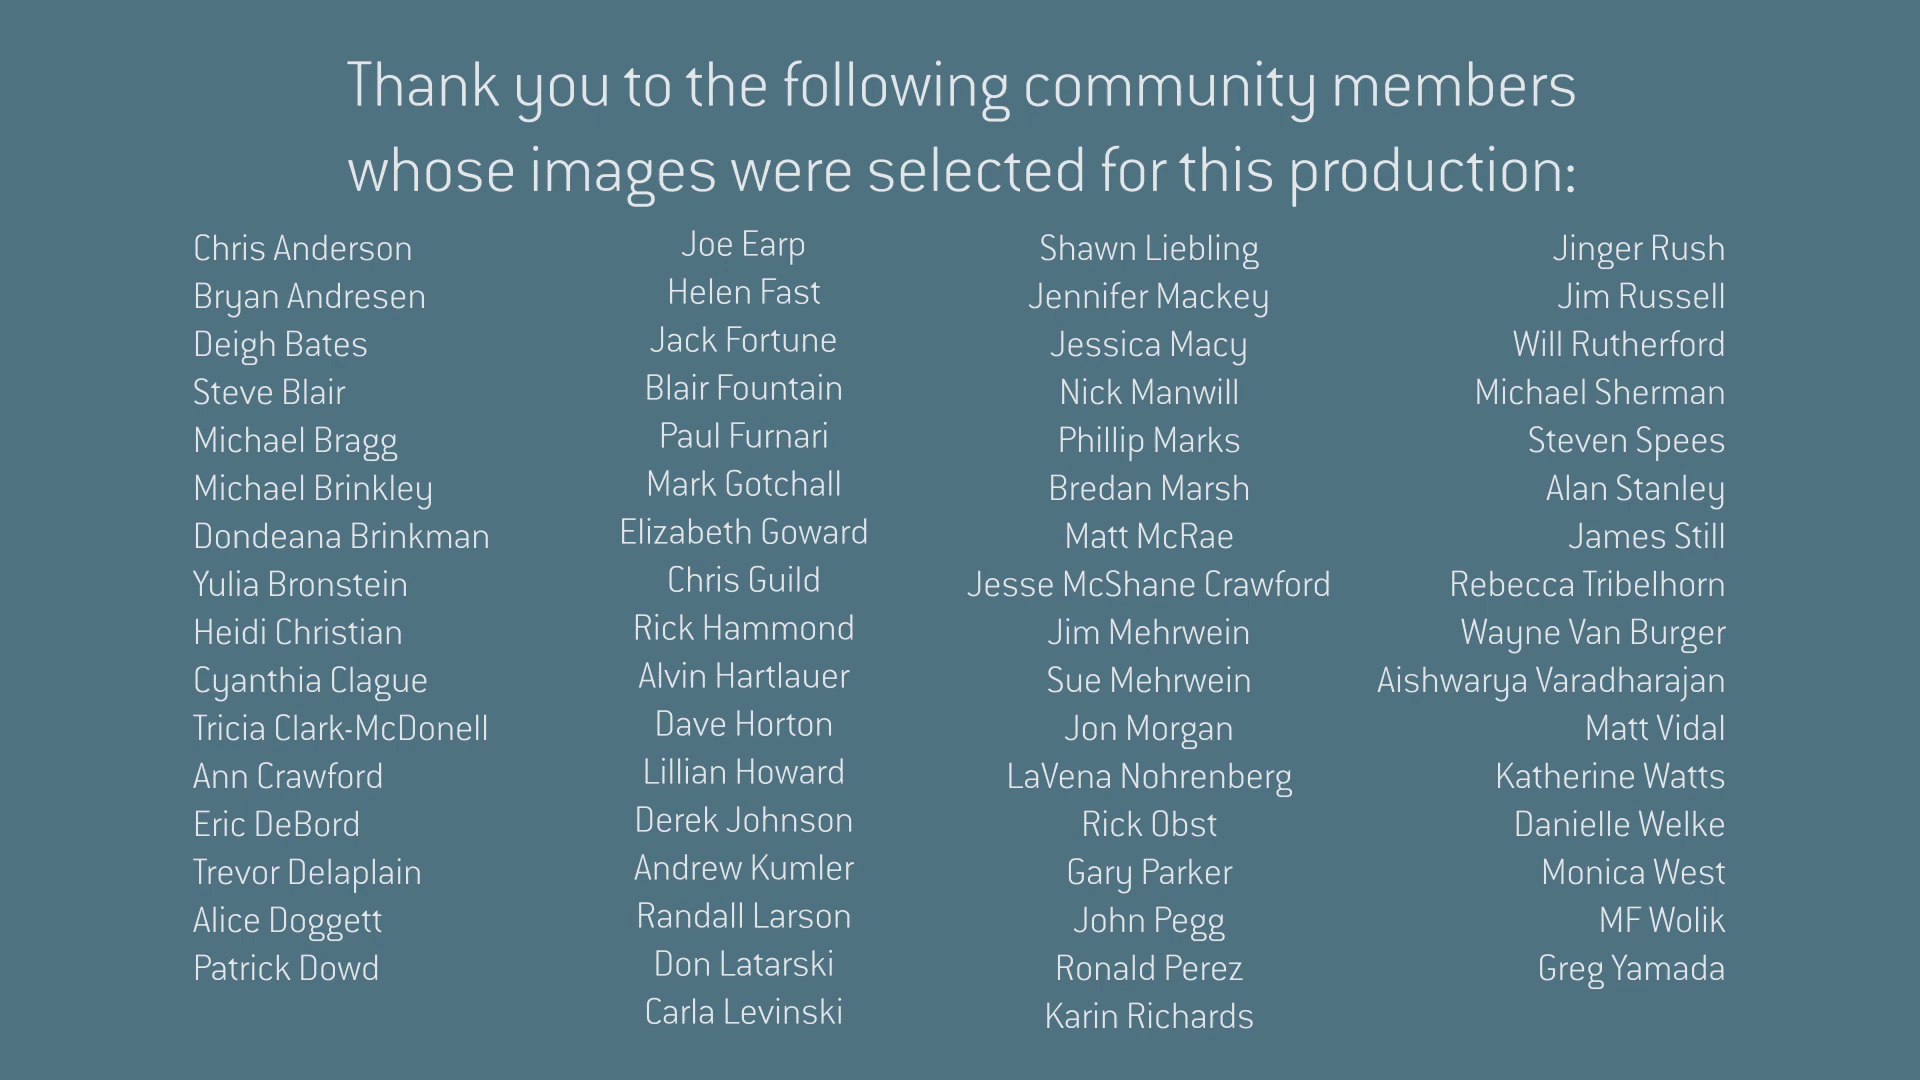 Thank you to the following community members
whose images were selected for this production:
Chris Anderson
Bryan Andresen
Deigh Bates
Steve Blair
Michael Bragg
Michael Brinkley
Dondeana Brinkman
Yulia Bronstein
Heidi Christian
Cyanthia Clague
Tricia Clark-McDonell
Ann Crawford
Eric DeBord
Trevor Delaplain
Alice Doggett
Patrick Dowd
Joe Earp
Helen Fast
Jack Fortune
Blair Fountain
Paul Furnari
Mark Gotchall
Elizabeth Goward
Chris Guild
Rick Hammond
Alvin Hartlauer
Dave Horton
Lillian Howard
Derek Johnson
Andrew Kumler
Randall Larson
Don Latarski
Carla Levinski
Shawn Liebling
Jennifer Mackey
Jessica Macy
Nick Manwill
Phillip Marks
Bredan Marsh
Matt McRae
Jesse McShane Crawford
Jim Mehrwein
Sue Mehrwein
Jon Morgan
LaVena Nohrenberg
Rick Obst
Gary Parker
John Pegg
Ronald Perez
Karin Richards
Jinger Rush
Jim Russell
Will Rutherford
Michael Sherman
Steven Spees
Alan Stanley
James Still
Rebecca Tribelhorn
Wayne Van Burger
Aishwarya Varadharajan
Matt Vidal
Katherine Watts
Danielle Welke
Monica West
MF Wolik
Greg Yamada